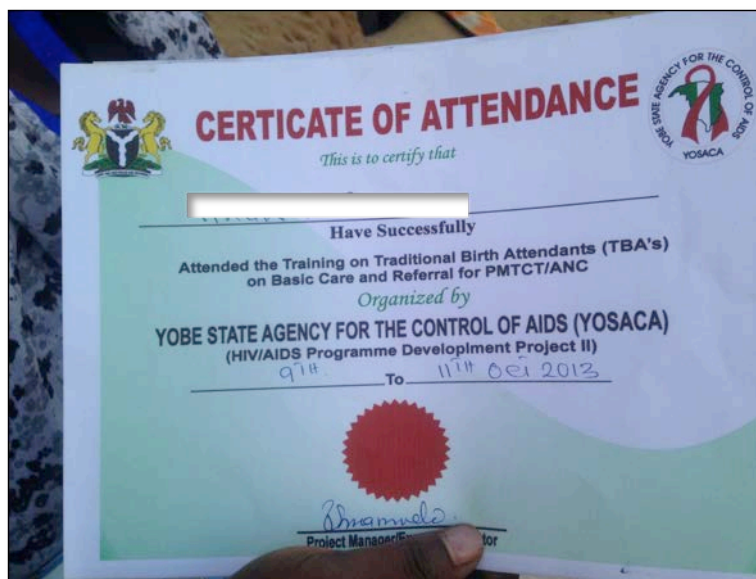 CERTICATE OF ATTENDANCE
YOBE STATE AGENCY FOR THE CONTROL OF AIDS
YOSACA
This is to certify that
Have Successfully
Attended the Training on Traditional Birth Attendants (TBA's)
on Basic Care and Referral for PMTCT/ANC
Organized by
YOBE STATE AGENCY FOR THE CONTROL OF AIDS (YOSACA)
(HIV/AIDS Programme Developlment Project II)
9TH. To 11TH Oct 2013
Project Manager/